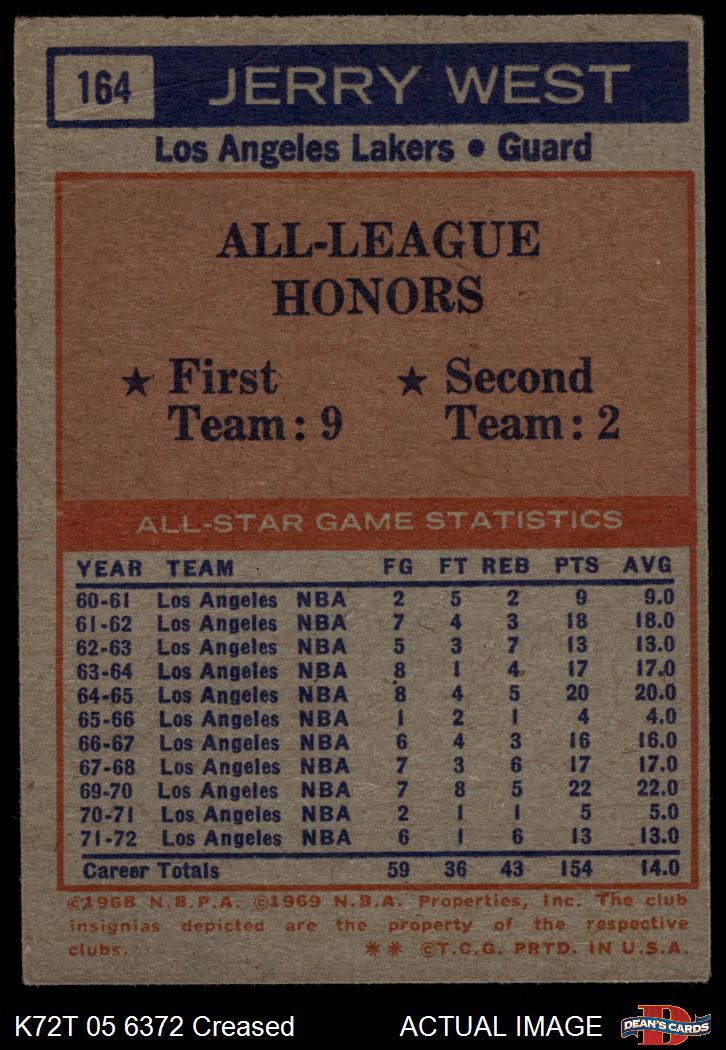 164 JERRY WEST
Los Angeles Lakers • Guard
ALL-LEAGUE
HONORS
★ First Team: 9
★ Second Team: 2
ALL-STAR GAME STATISTICS
YEAR TEAM FG FT REB PTS AVG
60-61 Los Angeles NBA 2 5 2 9 9.0
61-62 Los Angeles NBA 7 4 3 18 18.0
62-63 Los Angeles NBA 5 3 7 13 13.0
63-64 Los Angeles NBA 8 1 4 17 17.0
64-65 Los Angeles NBA 8 4 5 20 20.0
65-66 Los Angeles NBA 1 2 1 4 4.0
66-67 Los Angeles NBA 6 4 3 16 16.0
67-68 Los Angeles NBA 7 3 6 17 17.0
69-70 Los Angeles NBA 7 8 5 22 22.0
70-71 Los Angeles NBA 2 1 1 5 5.0
71-72 Los Angeles NBA 6 1 6 13 13.0
Career Totals 59 36 43 154 14.0
©1968 N.B.P.A. ©1969 N.B.A. Properties, Inc. The club
insignias depicted are the property of the respective
clubs. ** ©T.C.G. PRTD. IN U.S.A.
K72T 05 6372 Creased ACTUAL IMAGE
D
DEAN'S CARDS